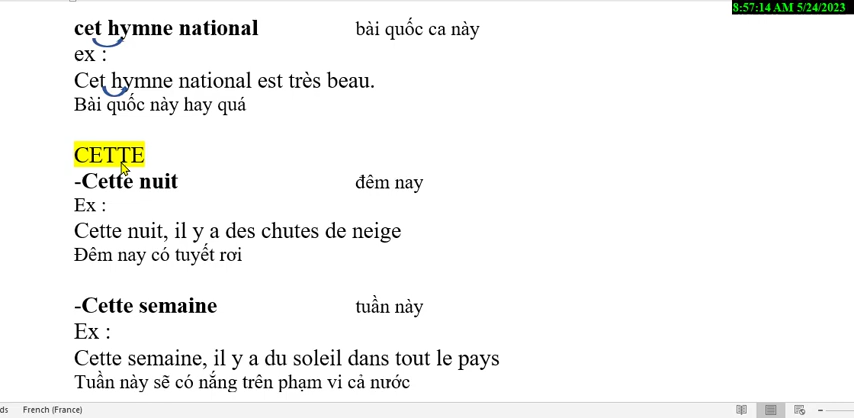 8:57:14 AM 5/24/2023
cet hymne national bài quốc ca này
ex :
Cet hymne national est très beau.
Bài quốc này hay quá
CETTE
-Cette nuit đêm nay
Ex :
Cette nuit, il y a des chutes de neige
Đêm nay có tuyết rơi
-Cette semaine tuần này
Ex :
Cette semaine, il y a du soleil dans tout le pays
Tuần này sẽ có nắng trên phạm vi cả nước
ds French (France)